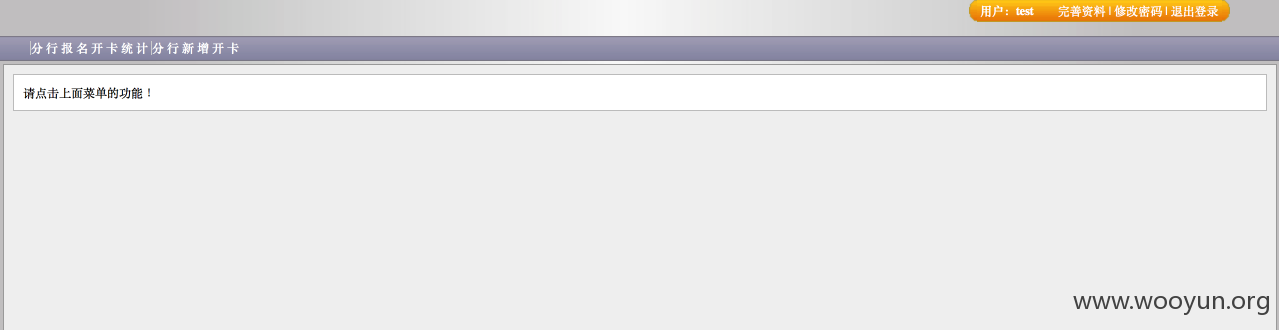 用户：test 完善资料 | 修改密码 | 退出登录
分行报名开卡统计|分行新增开卡
请点击上面菜单的功能！
www.wooyun.org